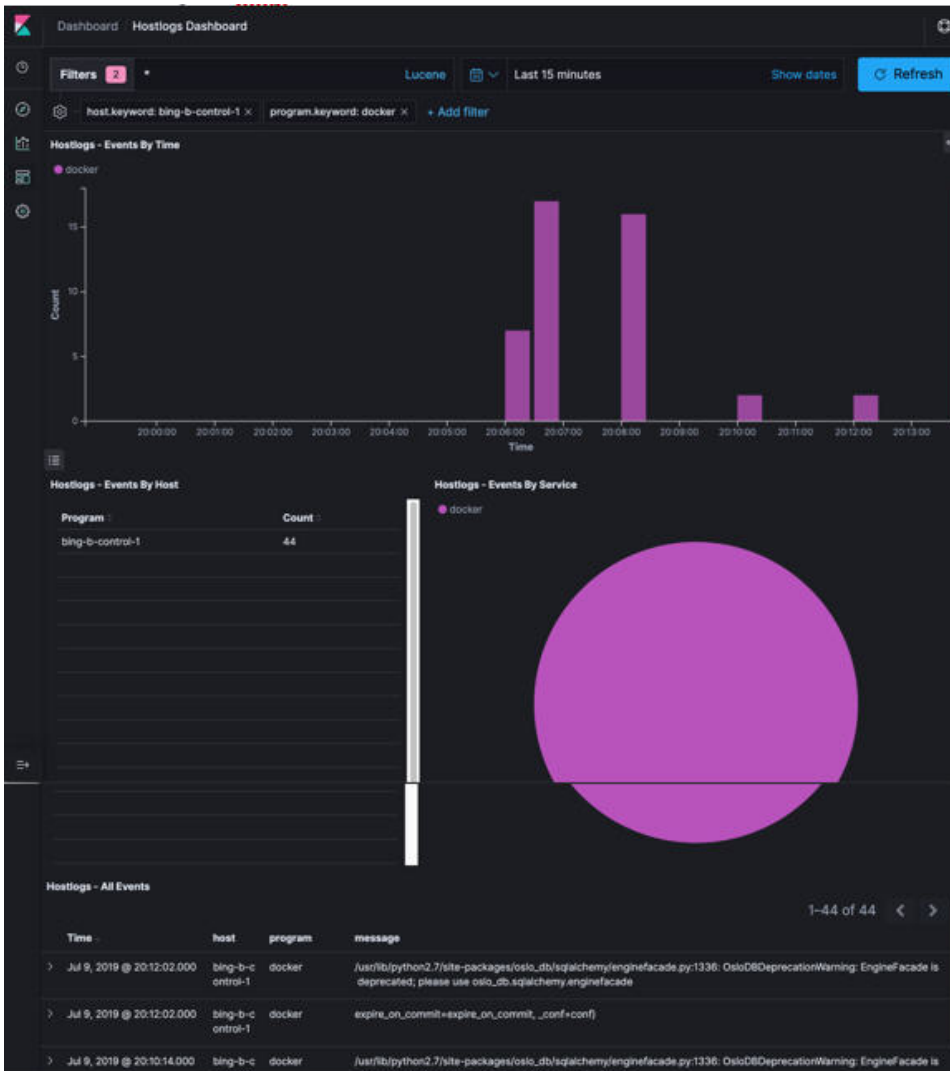 Dashboard Hostlogs Dashboard
Filters 2 * Lucene Last 15 minutes Show dates Refresh
host.keyword: bing-b-control-1 × program.keyword: docker × + Add filter
Hostlogs - Events By Time
docker
15
10
5
0
Count
20:00:00 20:01:00 20:02:00 20:03:00 20:04:00 20:05:00 20:06:00 20:07:00 20:08:00 20:09:00 20:10:00 20:11:00 20:12:00 20:13:00
Time
Hostlogs - Events By Host
Program Count
bing-b-control-1 44
Hostlogs - Events By Service
docker
Hostlogs - All Events
1–44 of 44
Time host program message
Jul 9, 2019 @ 20:12:02.000 bing-b-c docker /usr/lib/python2.7/site-packages/oslo_db/sqlalchemy/enginefacade.py:1336: OsloDBDeprecationWarning: EngineFacade is
ontrol-1 deprecated; please use oslo_db.sqlalchemy.enginefacade
Jul 9, 2019 @ 20:12:02.000 bing-b-c docker expire_on_commit=expire_on_commit, _conf=conf)
ontrol-1
Jul 9, 2019 @ 20:10:14.000 bing-b-c docker /usr/lib/python2.7/site-packages/oslo_db/sqlalchemy/enginefacade.py:1336: OsloDBDeprecationWarning: EngineFacade is